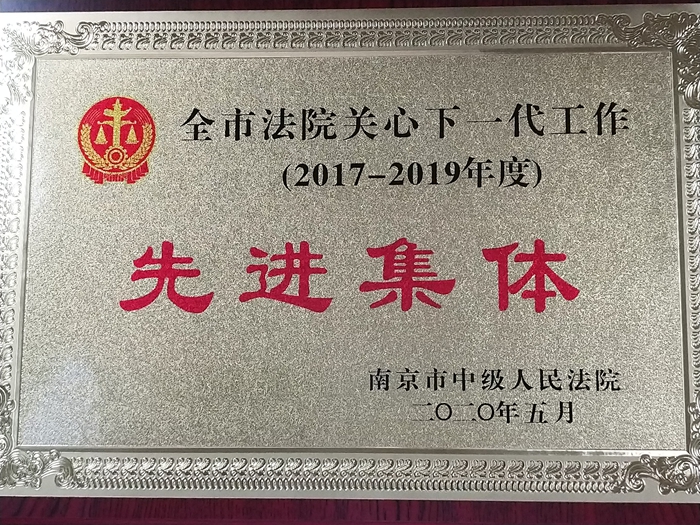 全市法院关心下一代工作
(2017-2019年度)
先进集体
南京市中级人民法院
二〇二〇年五月